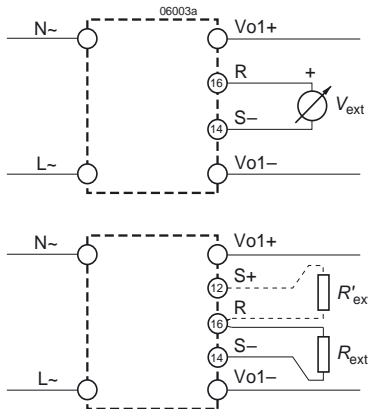 06003a
N~ Vo1+
16 R +
Vext
14 S–
L~ Vo1–
N~ Vo1+
S+
12 R'ex
R
16
Rext
14 S–
L~ Vo1–